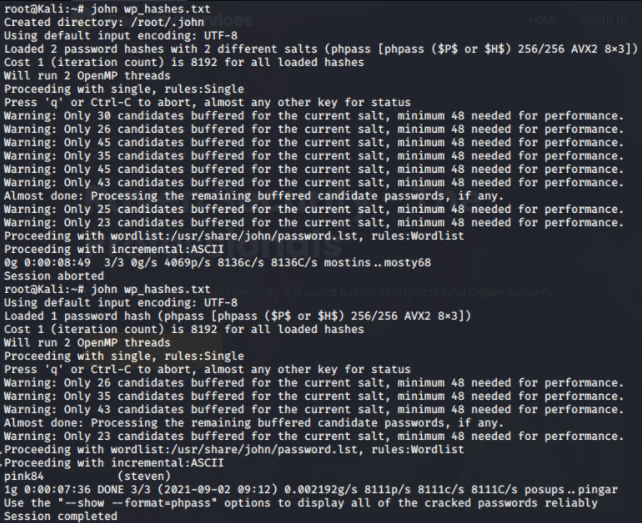 root@Kali:~# john wp_hashes.txt
Created directory: /root/.john
Using default input encoding: UTF-8
Loaded 2 password hashes with 2 different salts (phpass [phpass ($P$ or $H$) 256/256 AVX2 8×3])
Cost 1 (iteration count) is 8192 for all loaded hashes
Will run 2 OpenMP threads
Proceeding with single, rules:Single
Press 'q' or Ctrl-C to abort, almost any other key for status
Warning: Only 30 candidates buffered for the current salt, minimum 48 needed for performance.
Warning: Only 26 candidates buffered for the current salt, minimum 48 needed for performance.
Warning: Only 45 candidates buffered for the current salt, minimum 48 needed for performance.
Warning: Only 35 candidates buffered for the current salt, minimum 48 needed for performance.
Warning: Only 45 candidates buffered for the current salt, minimum 48 needed for performance.
Warning: Only 43 candidates buffered for the current salt, minimum 48 needed for performance.
Almost done: Processing the remaining buffered candidate passwords, if any.
Warning: Only 25 candidates buffered for the current salt, minimum 48 needed for performance.
Warning: Only 23 candidates buffered for the current salt, minimum 48 needed for performance.
Proceeding with wordlist:/usr/share/john/password.lst, rules:Wordlist
Proceeding with incremental:ASCII
0g 0:00:08:49  3/3 0g/s 4069p/s 8136c/s 8136C/s mostins..mosty68
Session aborted
root@Kali:~# john wp_hashes.txt
Using default input encoding: UTF-8
Loaded 1 password hash (phpass [phpass ($P$ or $H$) 256/256 AVX2 8×3])
Cost 1 (iteration count) is 8192 for all loaded hashes
Will run 2 OpenMP threads
Proceeding with single, rules:Single
Press 'q' or Ctrl-C to abort, almost any other key for status
Warning: Only 26 candidates buffered for the current salt, minimum 48 needed for performance.
Warning: Only 35 candidates buffered for the current salt, minimum 48 needed for performance.
Warning: Only 43 candidates buffered for the current salt, minimum 48 needed for performance.
Almost done: Processing the remaining buffered candidate passwords, if any.
Warning: Only 23 candidates buffered for the current salt, minimum 48 needed for performance.
Proceeding with wordlist:/usr/share/john/password.lst, rules:Wordlist
Proceeding with incremental:ASCII
pink84           (steven)
1g 0:00:07:36 DONE 3/3 (2021-09-02 09:12) 0.002192g/s 8111p/s 8111c/s 8111C/s posups..pingar
Use the "--show --format=phpass" options to display all of the cracked passwords reliably
Session completed